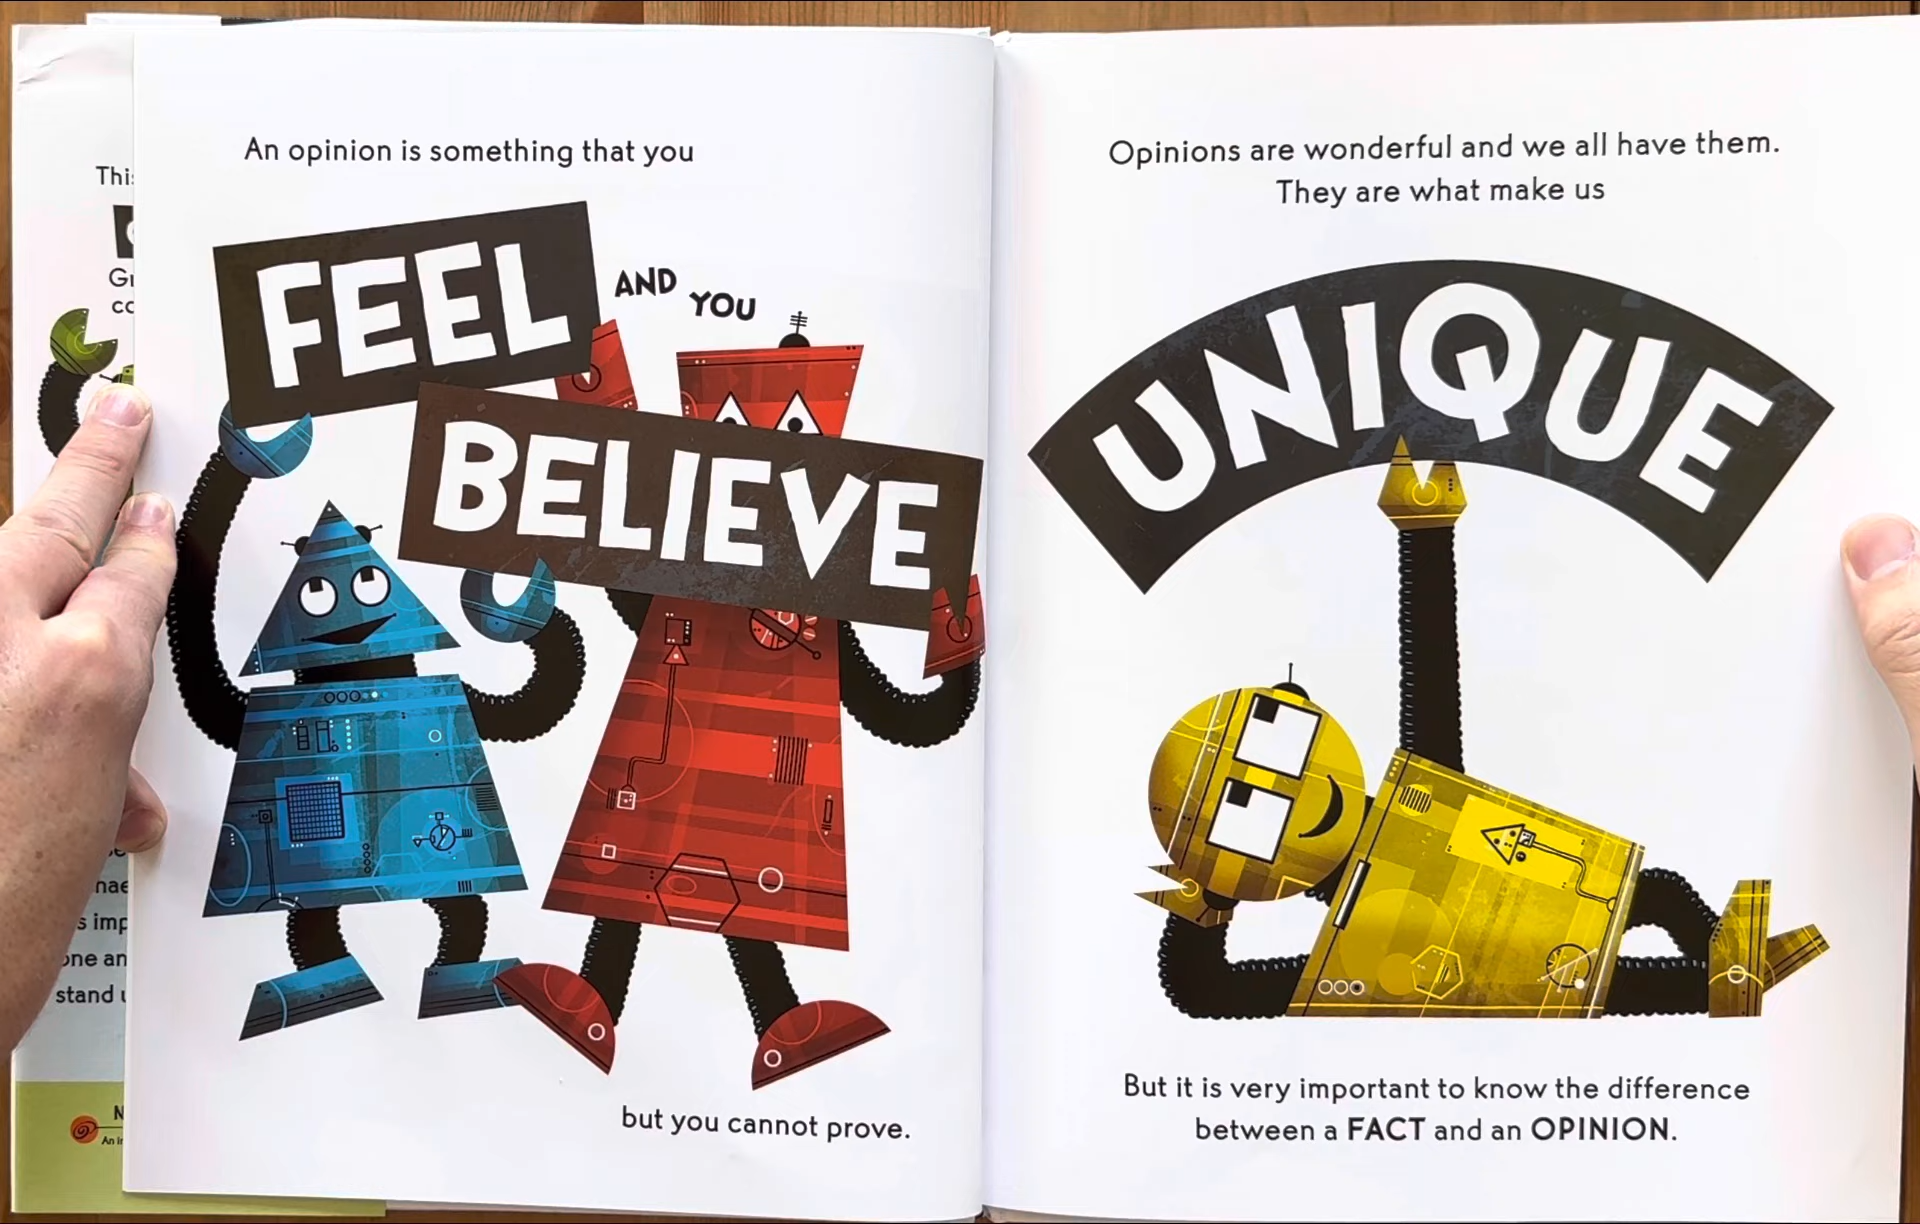 An opinion is something that you
FEEL
AND YOU
BELIEVE
but you cannot prove.
Opinions are wonderful and we all have them.
They are what make us
UNIQUE
But it is very important to know the difference
between a FACT and an OPINION.
stand